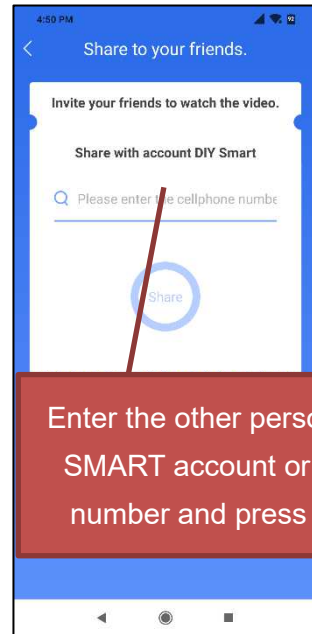 4:50 PM
92
Share to your friends.
Invite your friends to watch the video.
Share with account DIY Smart
Please enter the cellphone numbe
Share
Enter the other perso
SMART account or
number and press